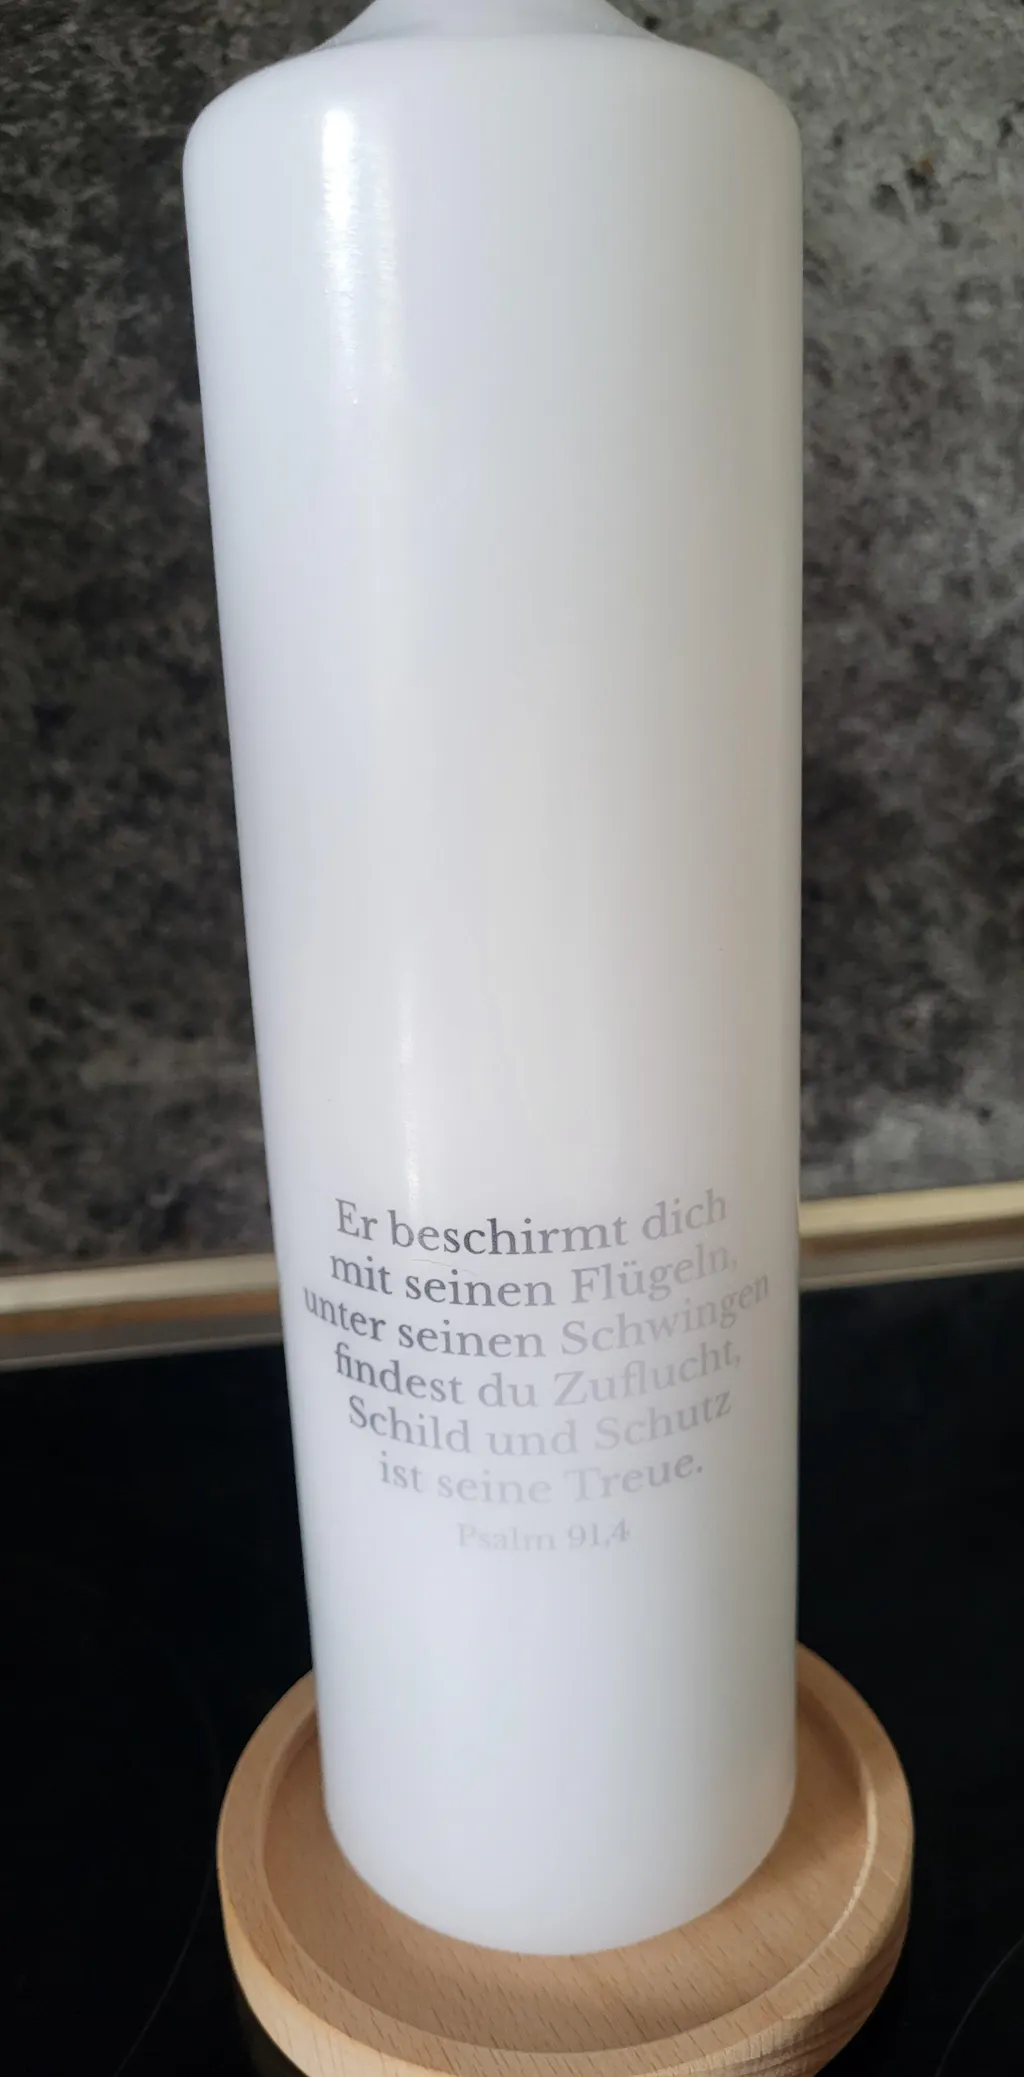 Er beschirmt dich
mit seinen Flügeln,
unter seinen Schwingen
findest du Zuflucht,
Schild und Schutz
ist seine Treue.
Psalm 91,4